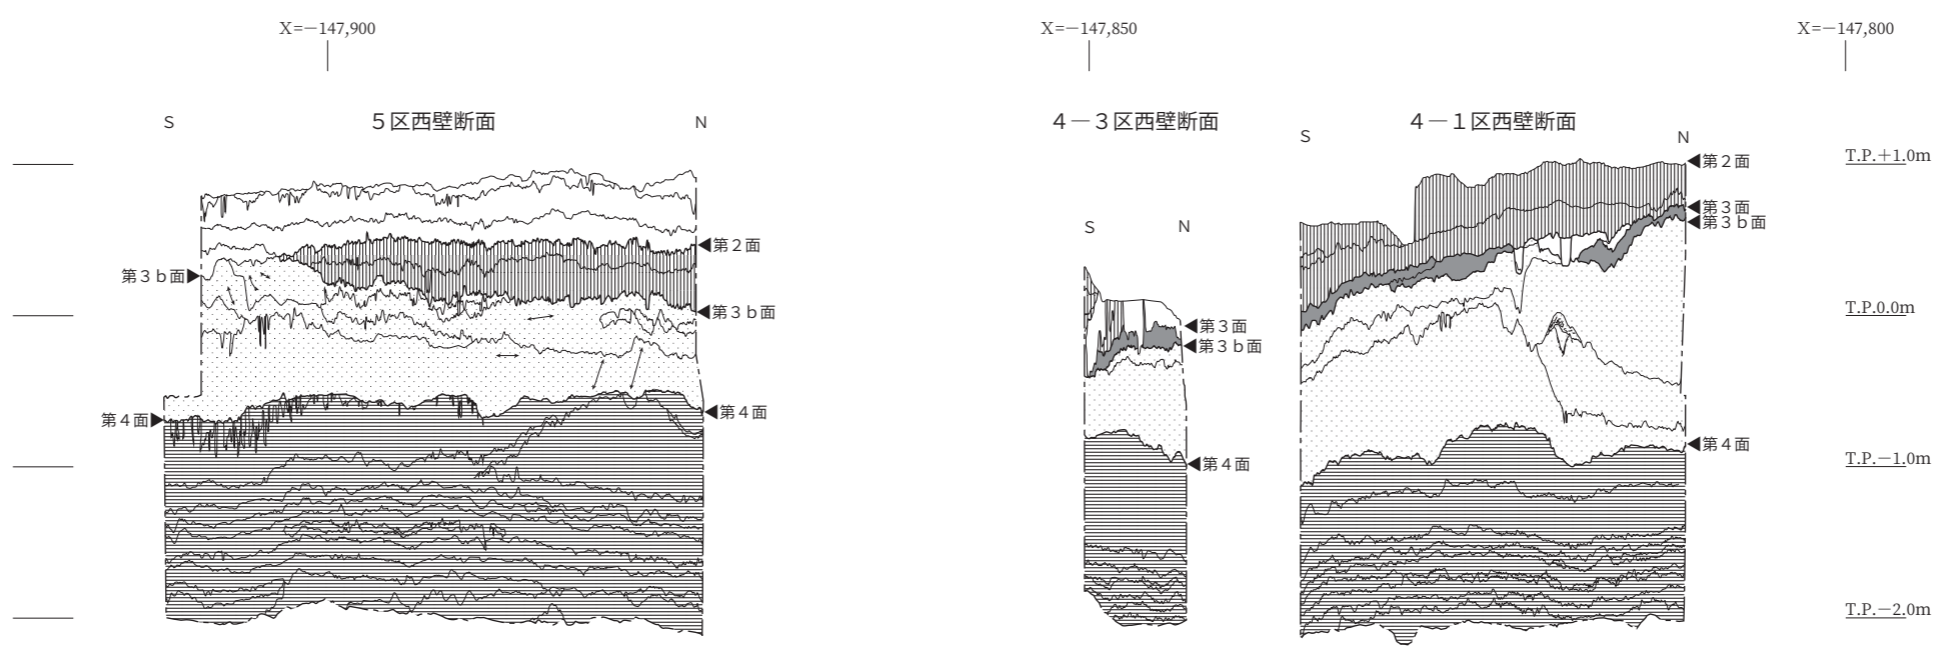 X=－147,900
X=－147,850
X=－147,800
S
5区西壁断面
N
4－3区西壁断面
S
N
S
4－1区西壁断面
N
◀第2面
◀第3面
◀第3b面
T.P.＋1.0m
T.P.0.0m
T.P.－1.0m
T.P.－2.0m
◀第2面
第3b面▶
◀第3b面
第4面▶
◀第4面
◀第3面
◀第3b面
◀第4面
◀第4面